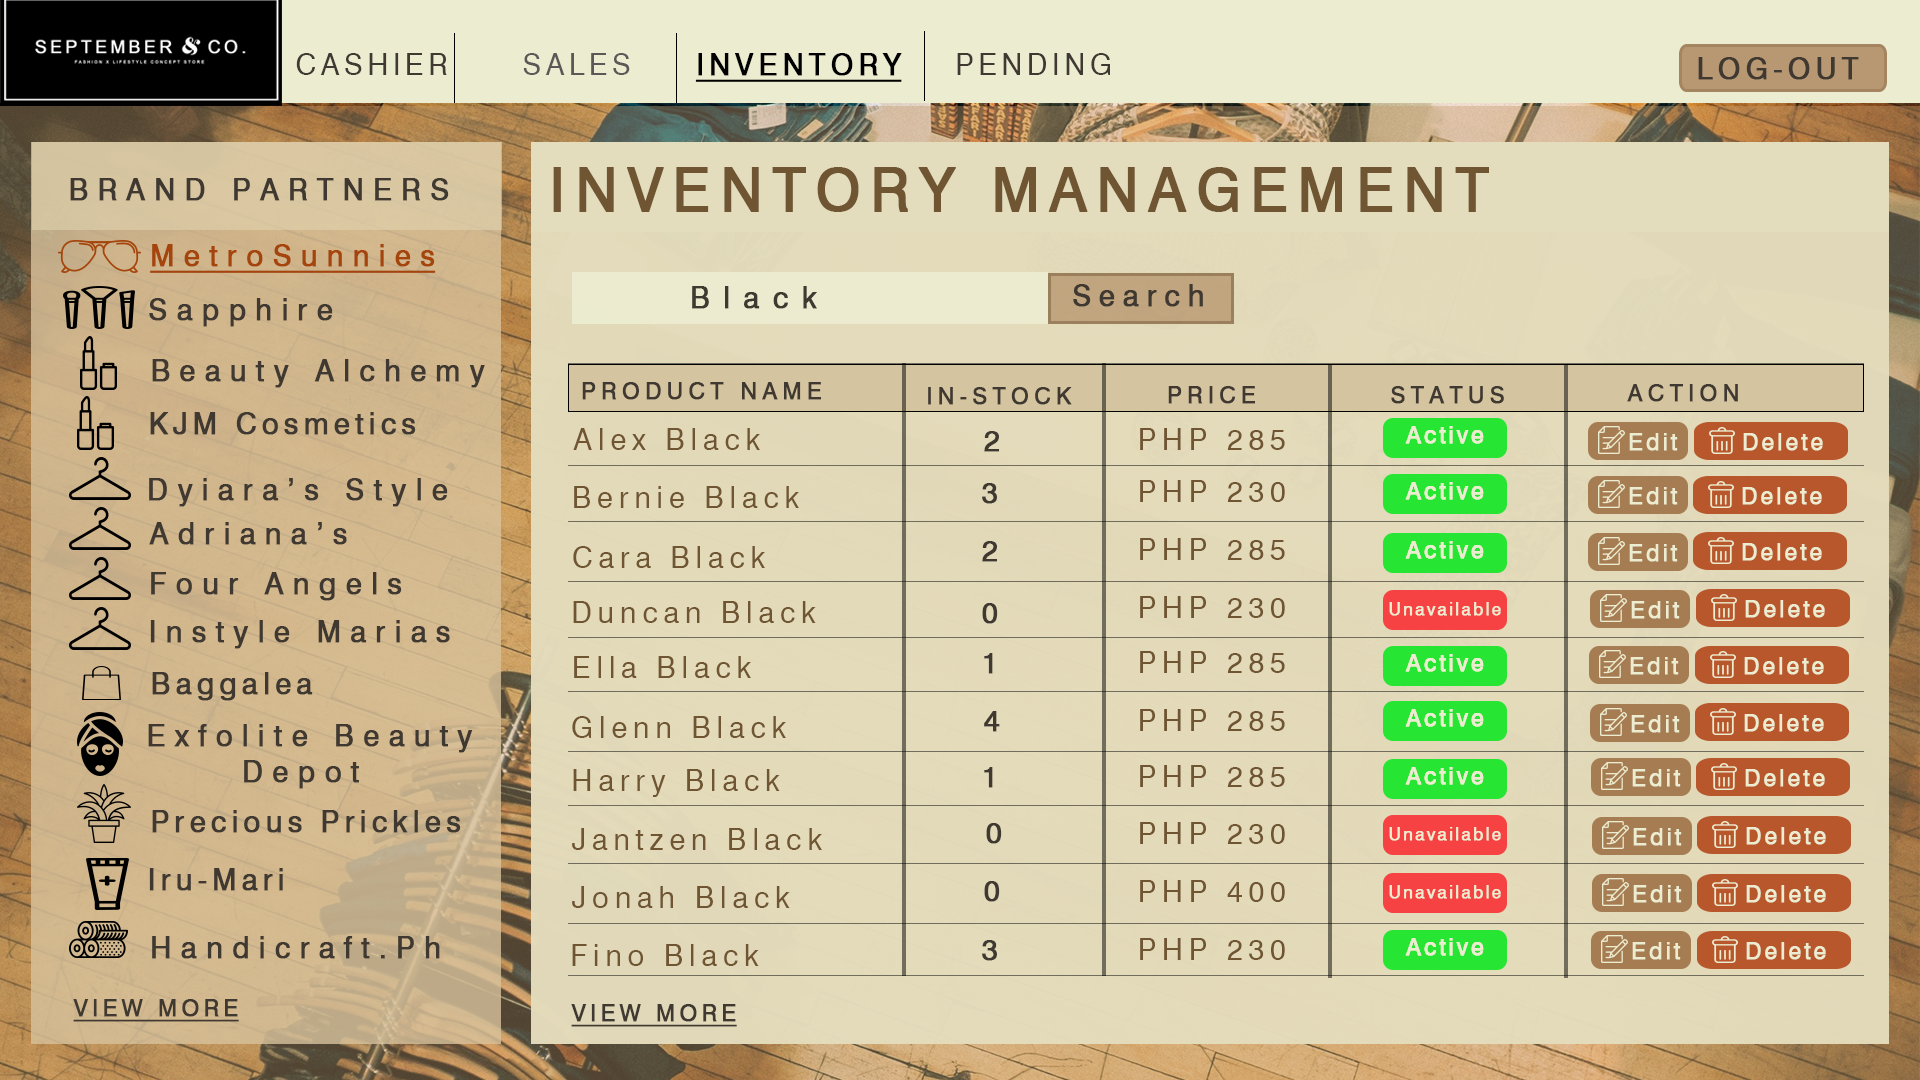 SEPTEMBER & CO.
FASHION X LIFESTYLE CONCEPT STORE
CASHIER
SALES
INVENTORY
PENDING
LOG-OUT
BRAND PARTNERS
MetroSunnies
Sapphire
Beauty Alchemy
KJM Cosmetics
Dyiara’s Style
Adriana’s
Four Angels
Instyle Marias
Baggalea
Exfolite Beauty
Depot
Precious Prickles
Iru-Mari
Handicraft.Ph
VIEW MORE
INVENTORY MANAGEMENT
Black
Search
PRODUCT NAME IN-STOCK PRICE STATUS ACTION
Alex Black 2 PHP 285 Active Edit Delete
Bernie Black 3 PHP 230 Active Edit Delete
Cara Black 2 PHP 285 Active Edit Delete
Duncan Black 0 PHP 230 Unavailable Edit Delete
Ella Black 1 PHP 285 Active Edit Delete
Glenn Black 4 PHP 285 Active Edit Delete
Harry Black 1 PHP 285 Active Edit Delete
Jantzen Black 0 PHP 230 Unavailable Edit Delete
Jonah Black 0 PHP 400 Unavailable Edit Delete
Fino Black 3 PHP 230 Active Edit Delete
VIEW MORE